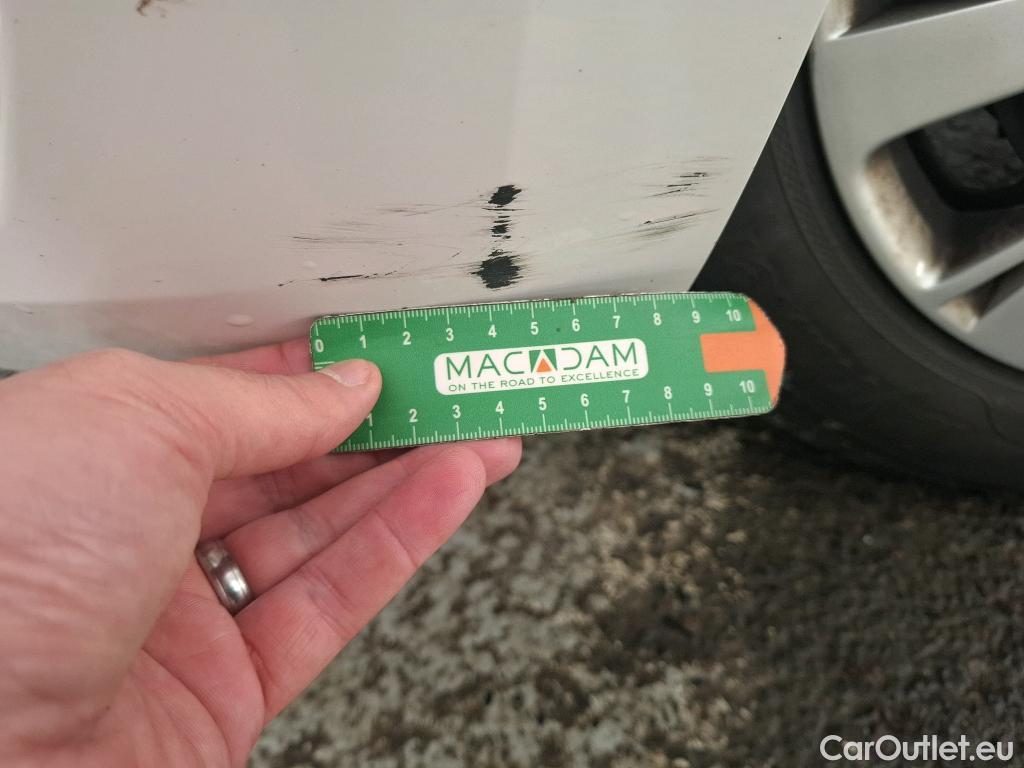 0 1 2 3 4 5 6 7 8 9 10
MACADAM
ON THE ROAD TO EXCELLENCE
1 2 3 4 5 6 7 8 9 10
CarOutlet.eu